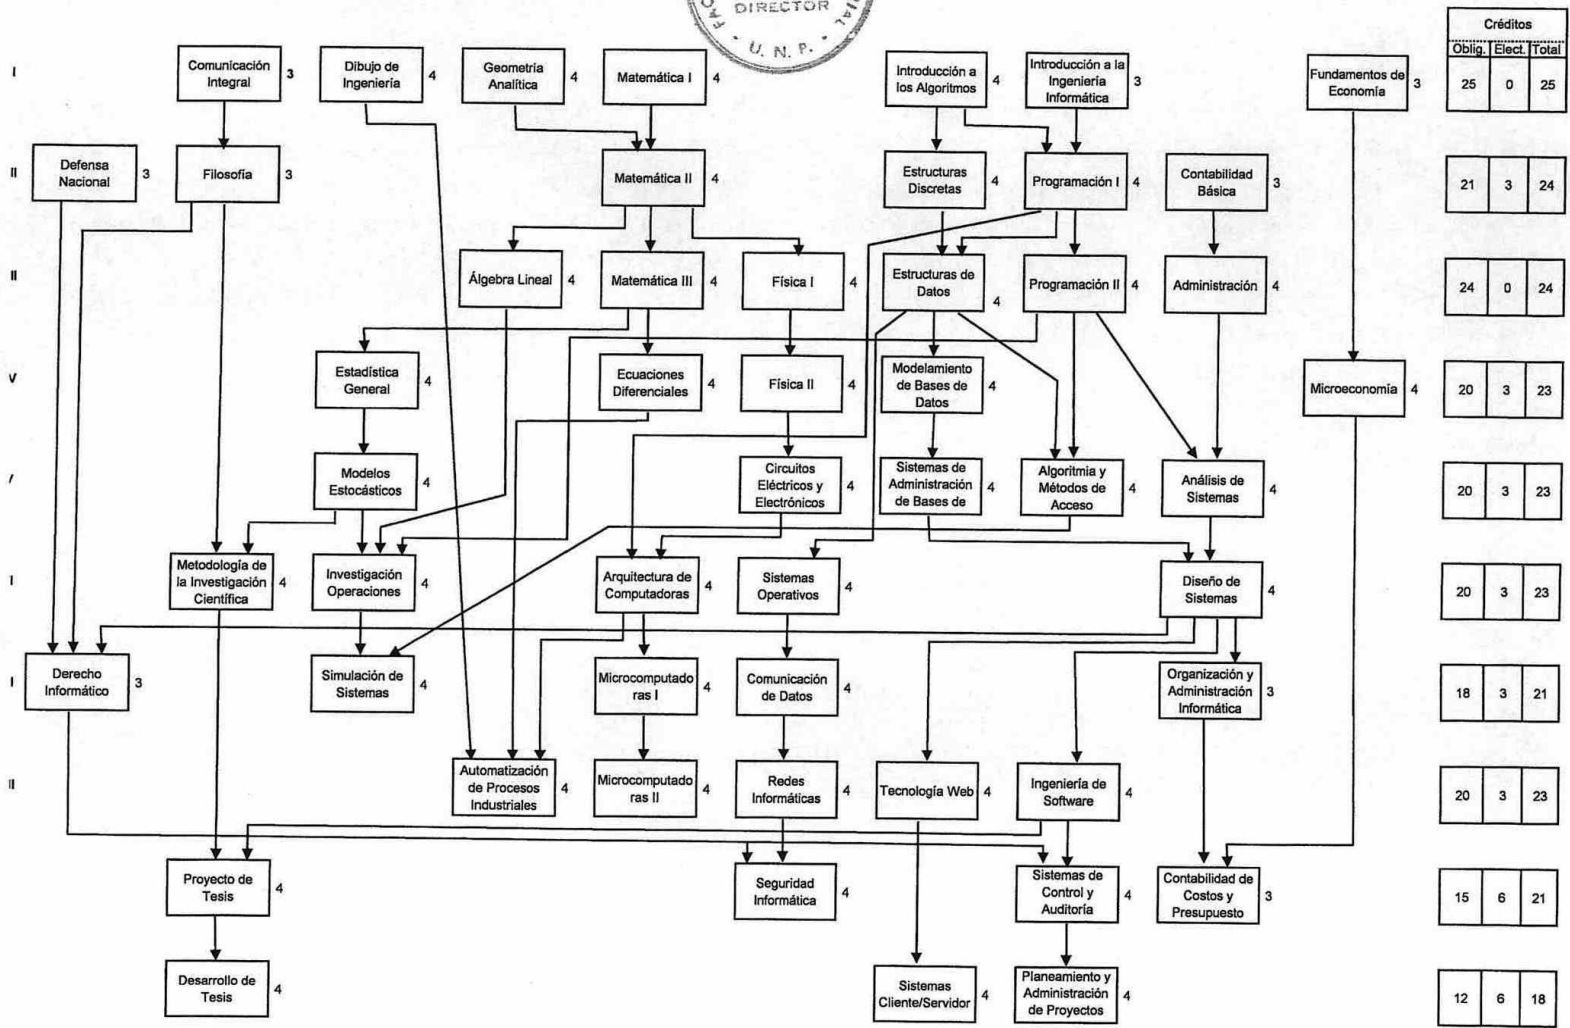 DIRECTOR
U. N. P.
Créditos
Oblig. Elect. Total
I
Comunicación
Integral
3
Dibujo de
Ingeniería
4
Geometría
Analítica
4
Matemática I
4
Introducción a
los Algoritmos
4
Introducción a la
Ingeniería
Informática
3
Fundamentos de
Economía
3
25 0 25
II
Defensa
Nacional
3
Filosofía
3
Matemática II
4
Estructuras
Discretas
4
Programación I
4
Contabilidad
Básica
3
21 3 24
II
Álgebra Lineal
4
Matemática III
4
Física I
4
Estructuras de
Datos
4
Programación II
4
Administración
4
24 0 24
V
Estadística
General
4
Ecuaciones
Diferenciales
4
Física II
4
Modelamiento
de Bases de
Datos
4
Microeconomía
4
20 3 23
Modelos
Estocásticos
4
Circuitos
Eléctricos y
Electrónicos
4
Sistemas de
Administración
de Bases de
4
Algoritmia y
Métodos de
Acceso
4
Análisis de
Sistemas
4
20 3 23
I
Metodología de
la Investigación
Científica
4
Investigación
Operaciones
4
Arquitectura de
Computadoras
4
Sistemas
Operativos
4
Diseño de
Sistemas
4
20 3 23
I
Derecho
Informático
3
Simulación de
Sistemas
4
Microcomputado
ras I
4
Comunicación
de Datos
4
Organización y
Administración
Informática
3
18 3 21
II
Automatización
de Procesos
Industriales
4
Microcomputado
ras II
4
Redes
Informáticas
4
Tecnología Web
4
Ingeniería de
Software
4
20 3 23
Proyecto de
Tesis
4
Seguridad
Informática
4
Sistemas de
Control y
Auditoría
4
Contabilidad de
Costos y
Presupuesto
3
15 6 21
Desarrollo de
Tesis
4
Sistemas
Cliente/Servidor
4
Planeamiento y
Administración
de Proyectos
4
12 6 18